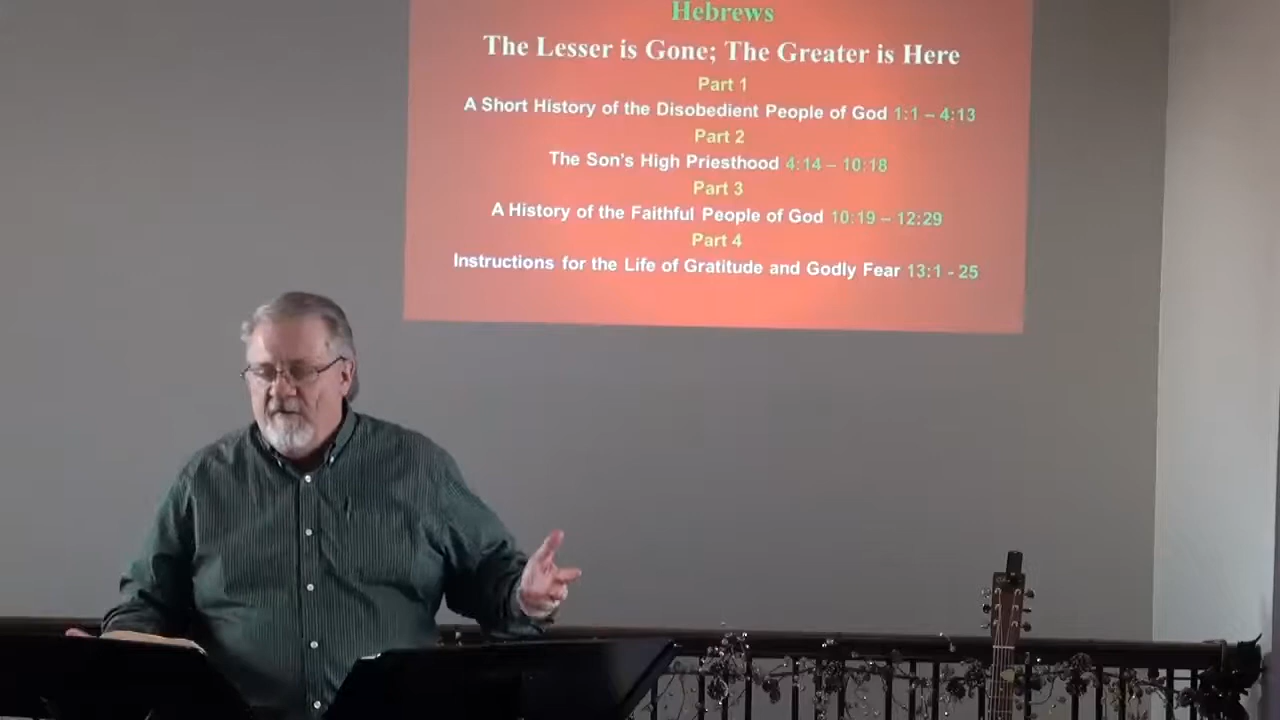 Hebrews
The Lesser is Gone; The Greater is Here
Part 1
A Short History of the Disobedient People of God 1:1 – 4:13
Part 2
The Son's High Priesthood 4:14 – 10:18
Part 3
A History of the Faithful People of God 10:19 – 12:29
Part 4
Instructions for the Life of Gratitude and Godly Fear 13:1 - 25